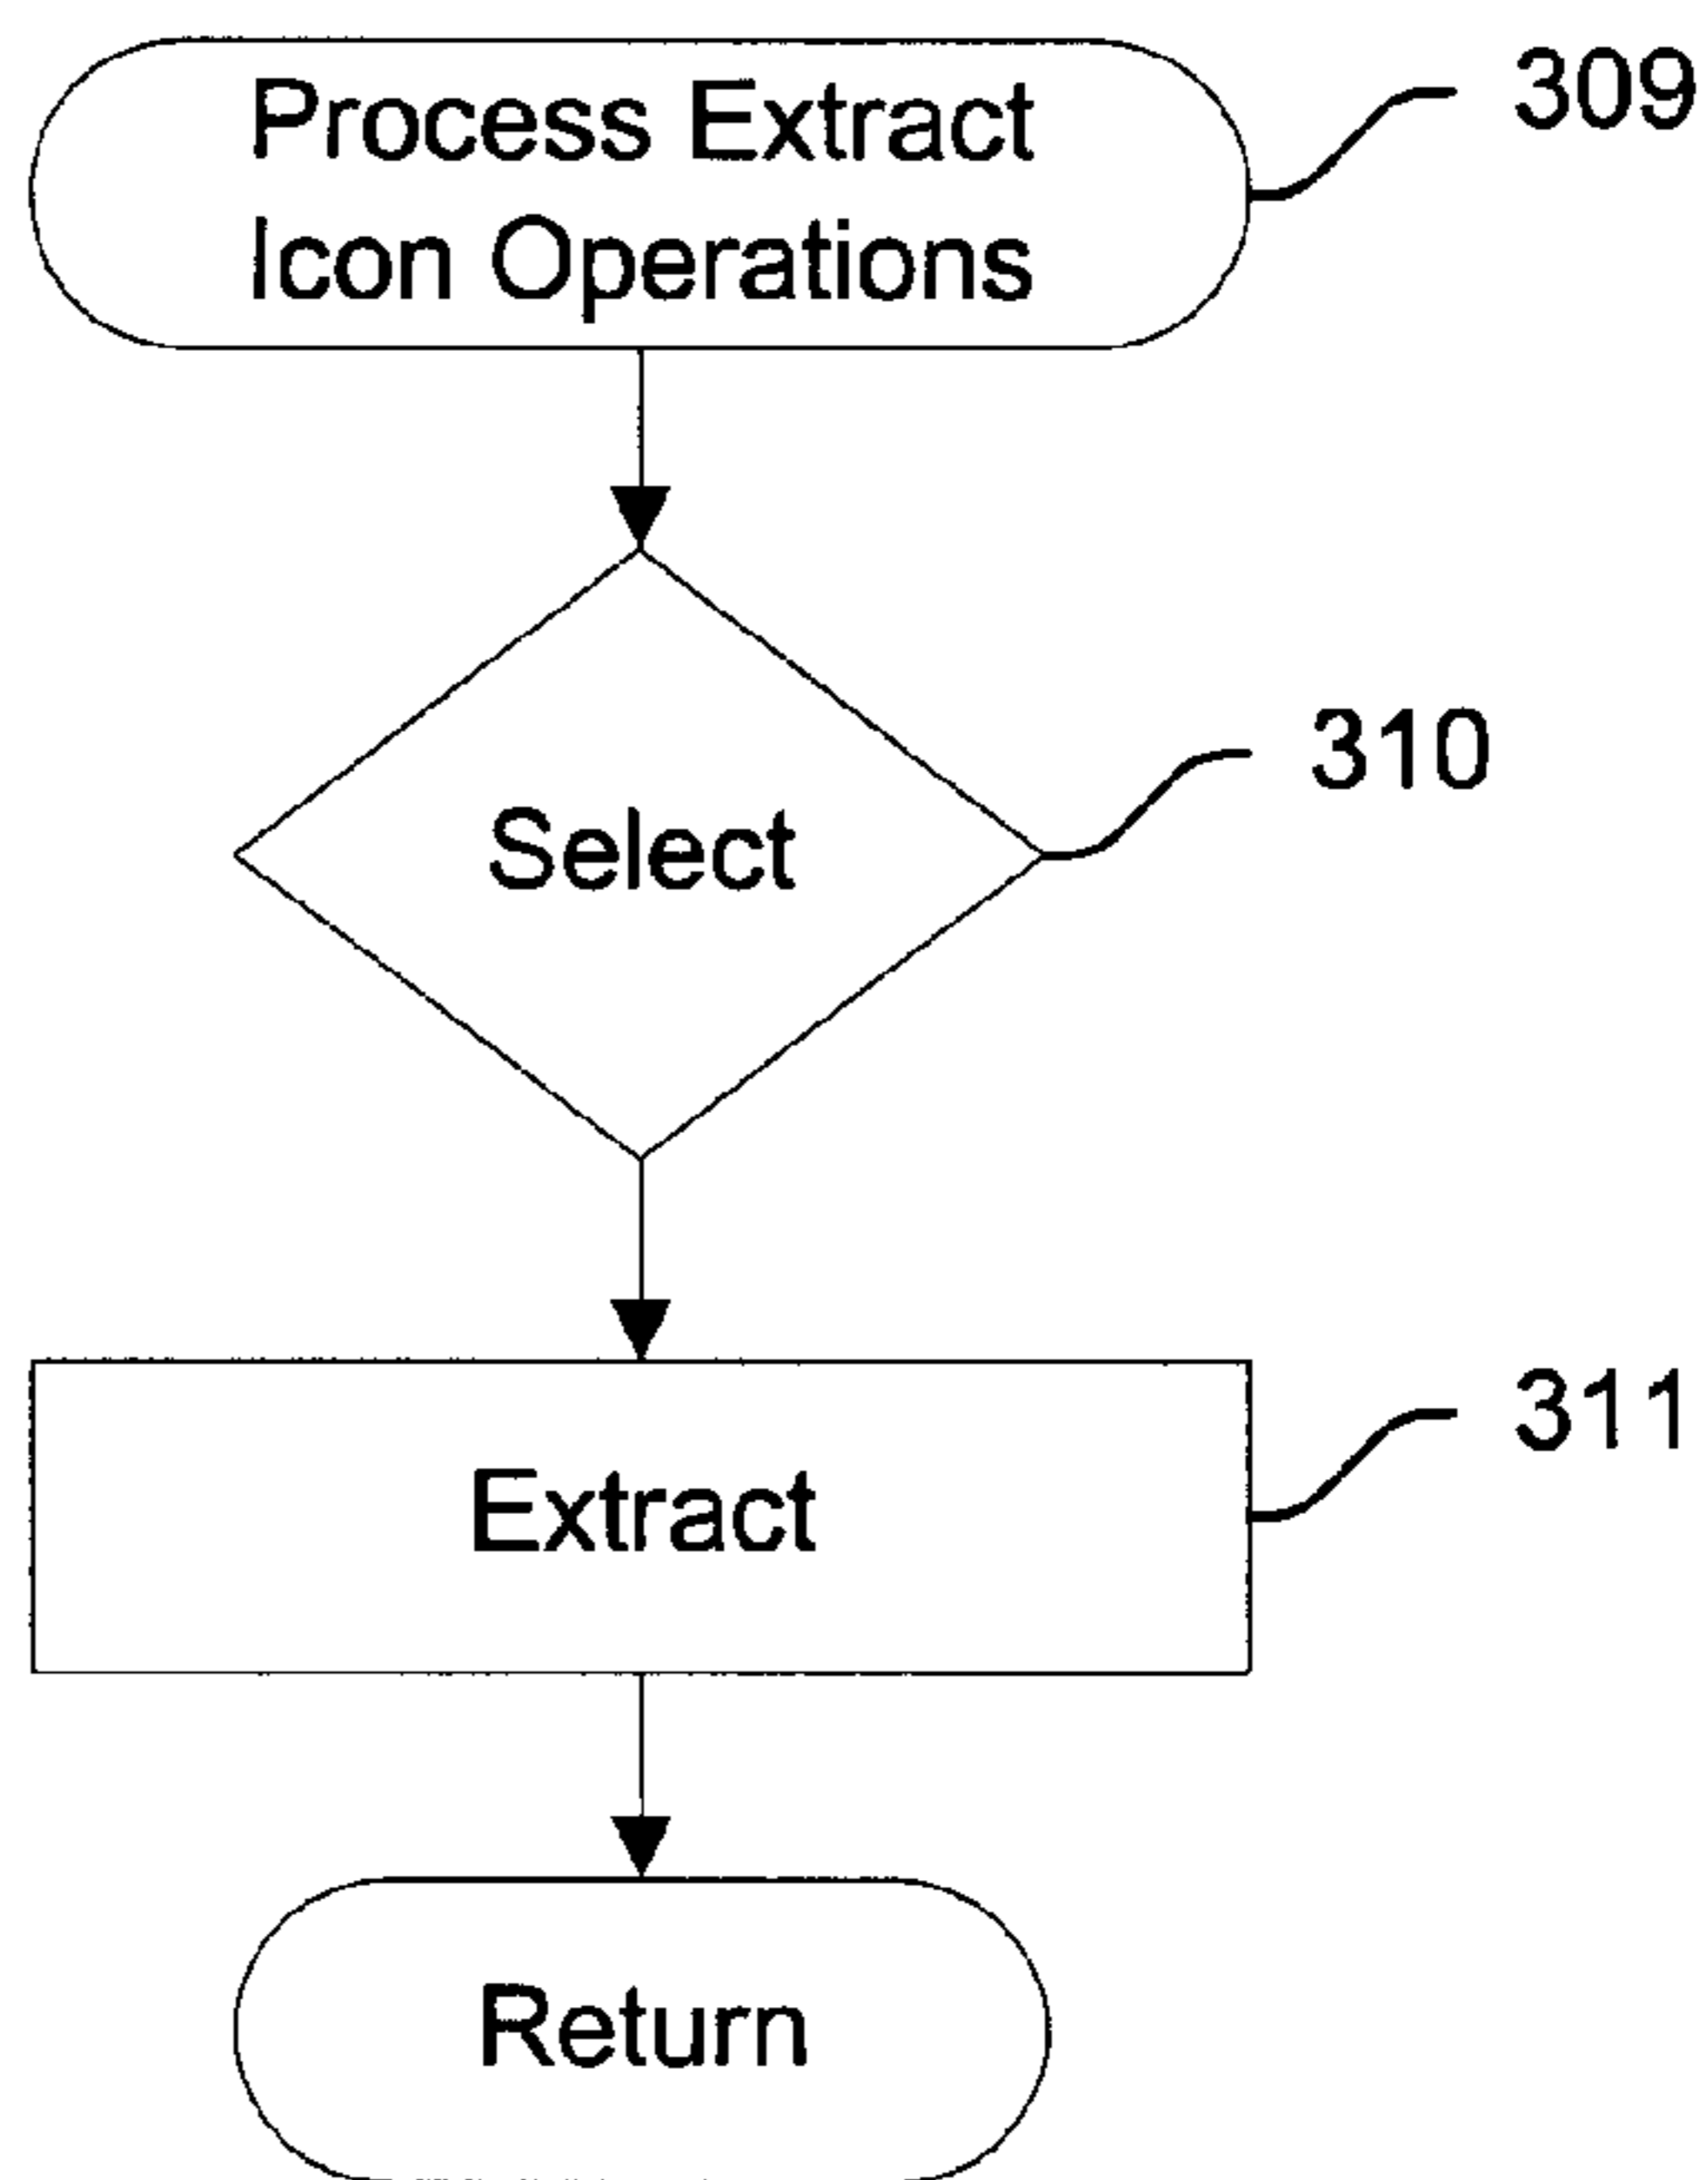 Process Extract
Icon Operations
309
Select
310
Extract
311
Return